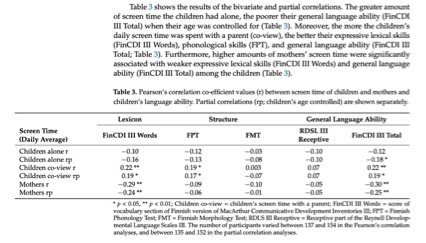 Table 3 shows the results of the bivariate and partial correlations. The greater amount
of screen time the children had alone, the poorer their general language ability (FinCDI
III Total) when their age was controlled for (Table 3). Moreover, the more the children's
daily screen time was spent with a parent (co-view), the better their expressive lexical skills
(FinCDI III Words), phonological skills (FPT), and general language ability (FinCDI III
Total; Table 3). Furthermore, higher amounts of mothers' screen time were significantly
associated with weaker expressive lexical skills (FinCDI III Words) and general language
ability (FinCDI III Total) among the children (Table 3).
Table 3. Pearson's correlation co-efficient values (r) between screen time of children and mothers and
children's language ability. Partial correlations (rp; children's age controlled) are shown separately.
Lexicon Structure General Language Ability
Screen Time (Daily Average) FinCDI III Words FPT FMT RDSL III Receptive FinCDI III Total
Children alone r −0.10 −0.12 −0.03 −0.10 −0.12
Children alone rp −0.16 −0.13 −0.08 −0.10 −0.18 *
Children co-view r 0.22 ** 0.19 * 0.003 0.07 0.22 **
Children co-view rp 0.19 * 0.17 * −0.07 0.07 0.19 *
Mothers r −0.29 ** −0.09 −0.10 −0.05 −0.30 **
Mothers rp −0.24 ** −0.06 −0.01 −0.05 −0.25 **
* p < 0.05, ** p < 0.01; Children co-view = children's screen time with a parent; FinCDI III Words = score of
vocabulary section of Finnish version of MacArthur Communicative Development Inventories III; FPT = Finnish
Phonology Test; FMT = Finnish Morphology Test; RDLS III Receptive = Receptive part of the Reynell Develop-
mental Language Scales III. The number of participants varied between 137 and 154 in the Pearson's correlation
analyses, and between 135 and 152 in the partial correlation analyses.